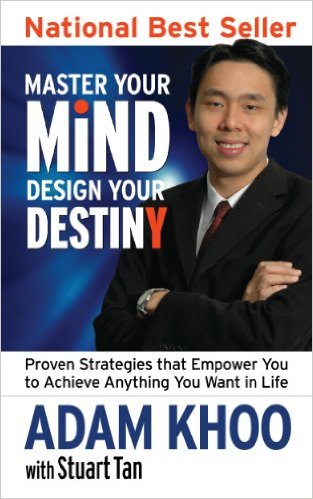 National Best Seller
MASTER YOUR
MiND
DESIGN YOUR
DESTINY
Proven Strategies that Empower You
to Achieve Anything You Want in Life
ADAM KHOO
with Stuart Tan